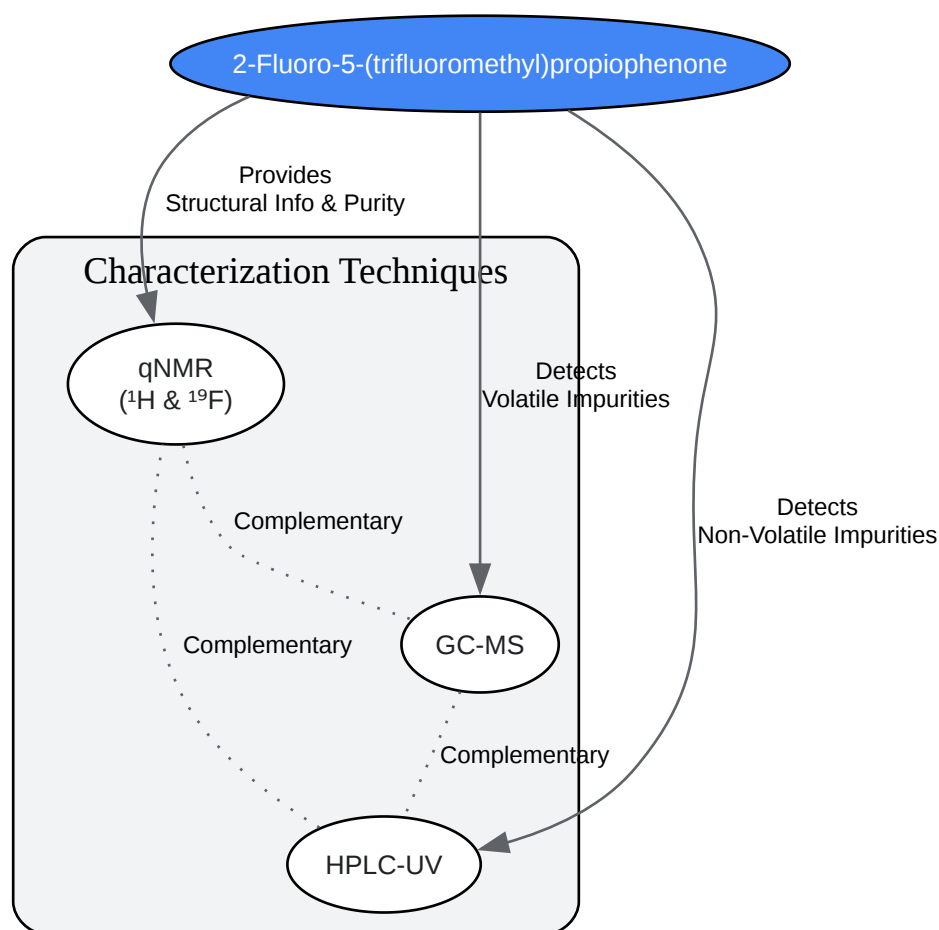 2-Fluoro-5-(trifluoromethyl)propiophenone
Provides
Structural Info & Purity
Characterization Techniques
qNMR
(¹H & ¹⁹F)
Detects
Volatile Impurities
Detects
Non-Volatile Impurities
Complementary
Complementary
GC-MS
Complementary
HPLC-UV